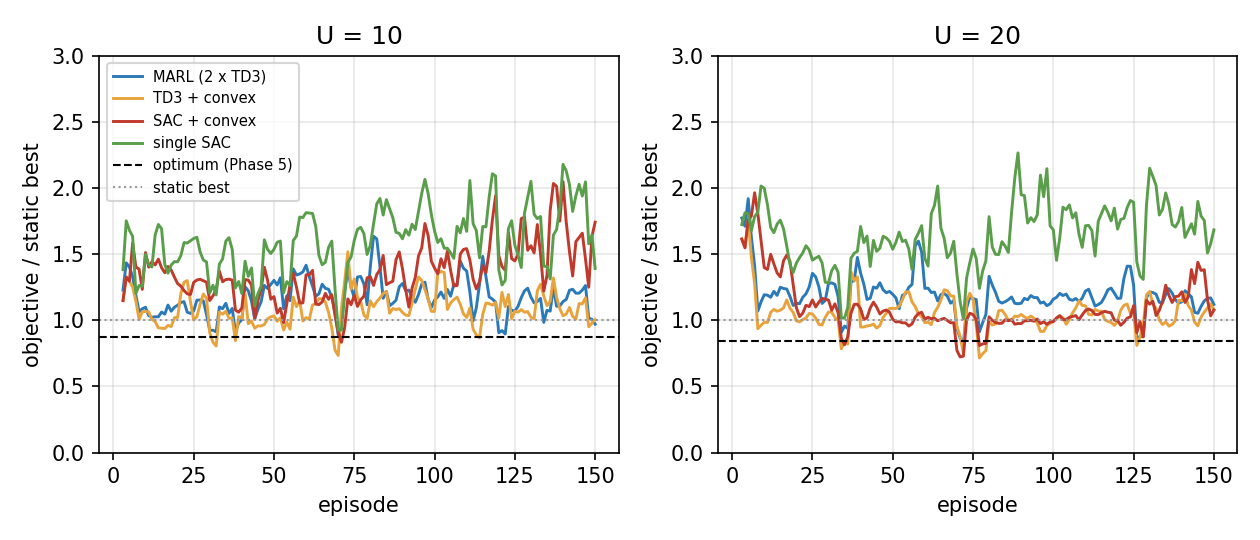 U = 10
3.0
2.5
2.0
1.5
1.0
0.5
0.0
objective / static best
MARL (2 x TD3)
TD3 + convex
SAC + convex
single SAC
optimum (Phase 5)
static best
0 25 50 75 100 125 150
episode
U = 20
3.0
2.5
2.0
1.5
1.0
0.5
0.0
objective / static best
0 25 50 75 100 125 150
episode